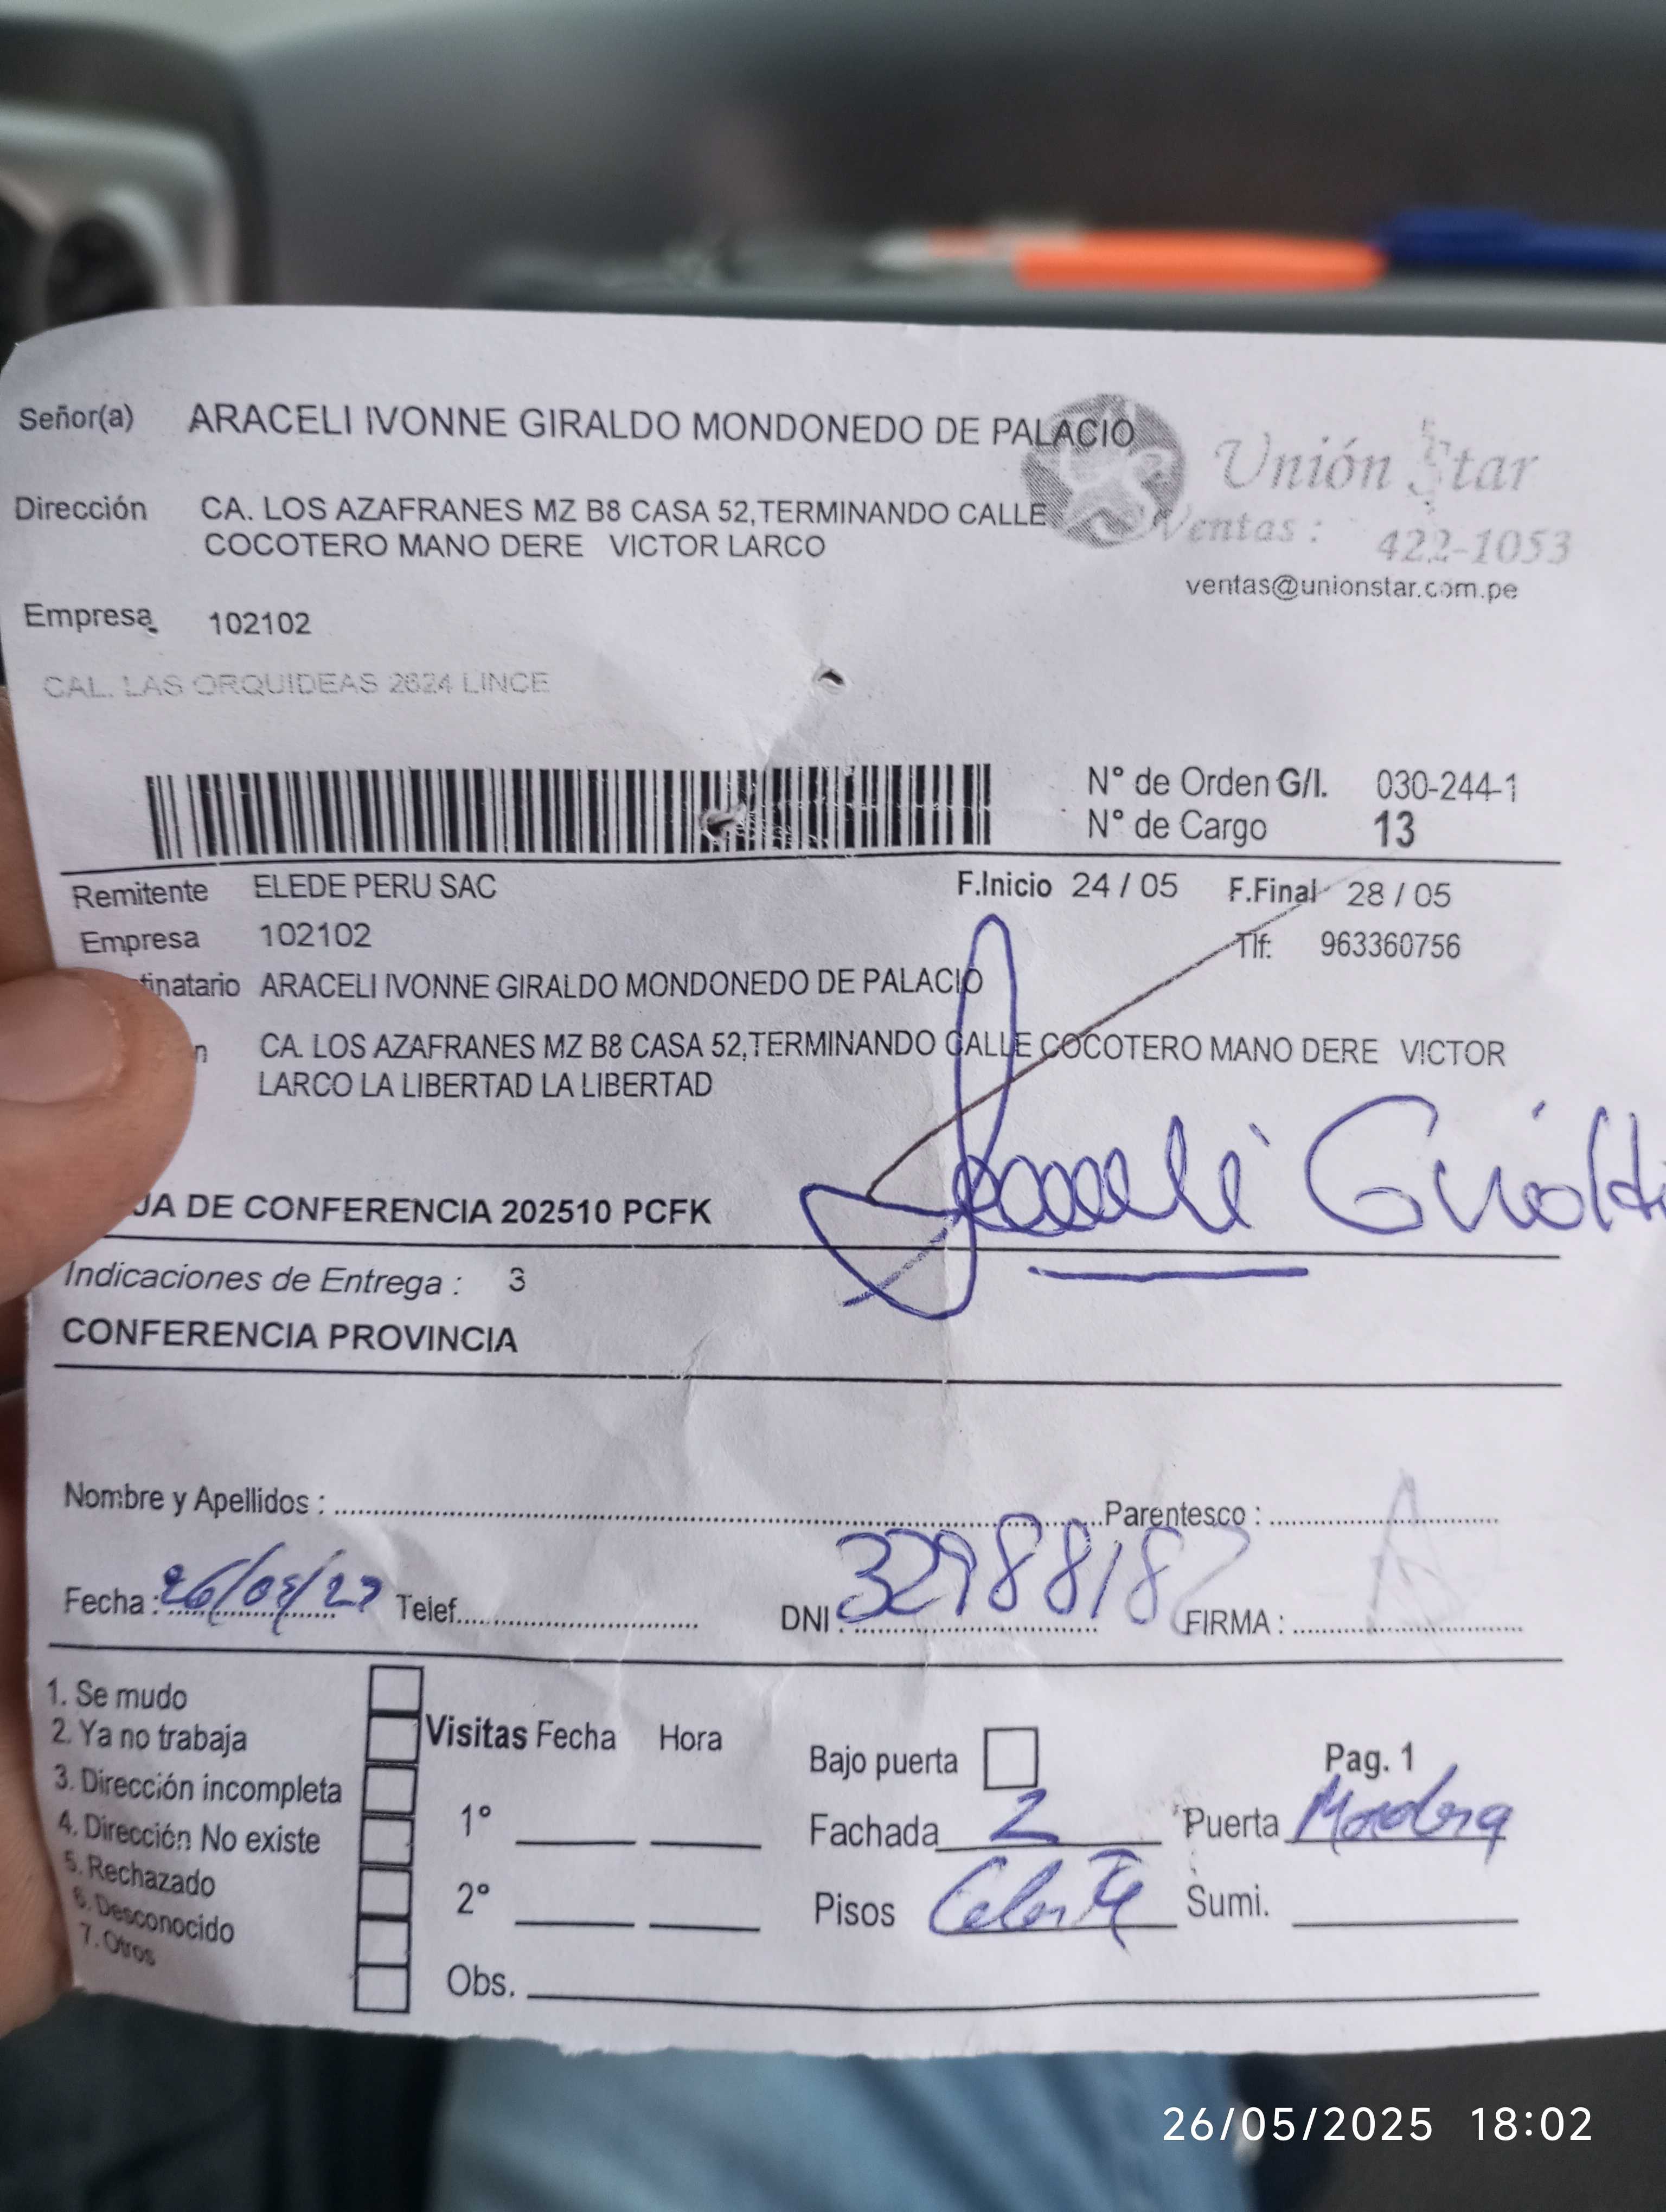 Señor(a) ARACELI IVONNE GIRALDO MONDONEDO DE PALACIO
Unión Star
Dirección CA. LOS AZAFRANES MZ B8 CASA 52,TERMINANDO CALLE
COCOTERO MANO DERE VICTOR LARCO
Ventas : 422-1053
ventas@unionstar.com.pe
Empresa 102102
CAL. LAS ORQUIDEAS 2624 LINCE
N° de Orden G/I. 030-244-1
N° de Cargo 13
Remitente ELEDE PERU SAC F.Inicio 24 / 05 F.Final 28 / 05
Empresa 102102 Tlf: 963360756
tinatario ARACELI IVONNE GIRALDO MONDONEDO DE PALACIO
n CA. LOS AZAFRANES MZ B8 CASA 52,TERMINANDO CALLE COCOTERO MANO DERE VICTOR
LARCO LA LIBERTAD LA LIBERTAD
JA DE CONFERENCIA 202510 PCFK
Indicaciones de Entrega : 3
CONFERENCIA PROVINCIA
Nombre y Apellidos : Parentesco :
Fecha : Telef. DNI : 32988182 FIRMA :
1. Se mudo
2. Ya no trabaja
3. Dirección incompleta
4. Dirección No existe
5. Rechazado
6. Desconocido
7. Otros
Visitas Fecha Hora
1°
2°
Obs.
Bajo puerta Pag. 1
Fachada 2 Puerta Madera
Pisos Celeste Sumi.
26/05/2025 18:02